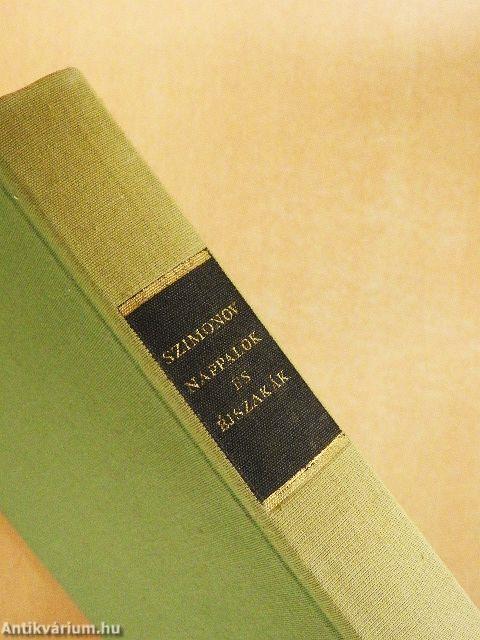 SZIMONOV
NAPPALOK
ÉS
ÉJSZAKÁK
Antikvárium.hu